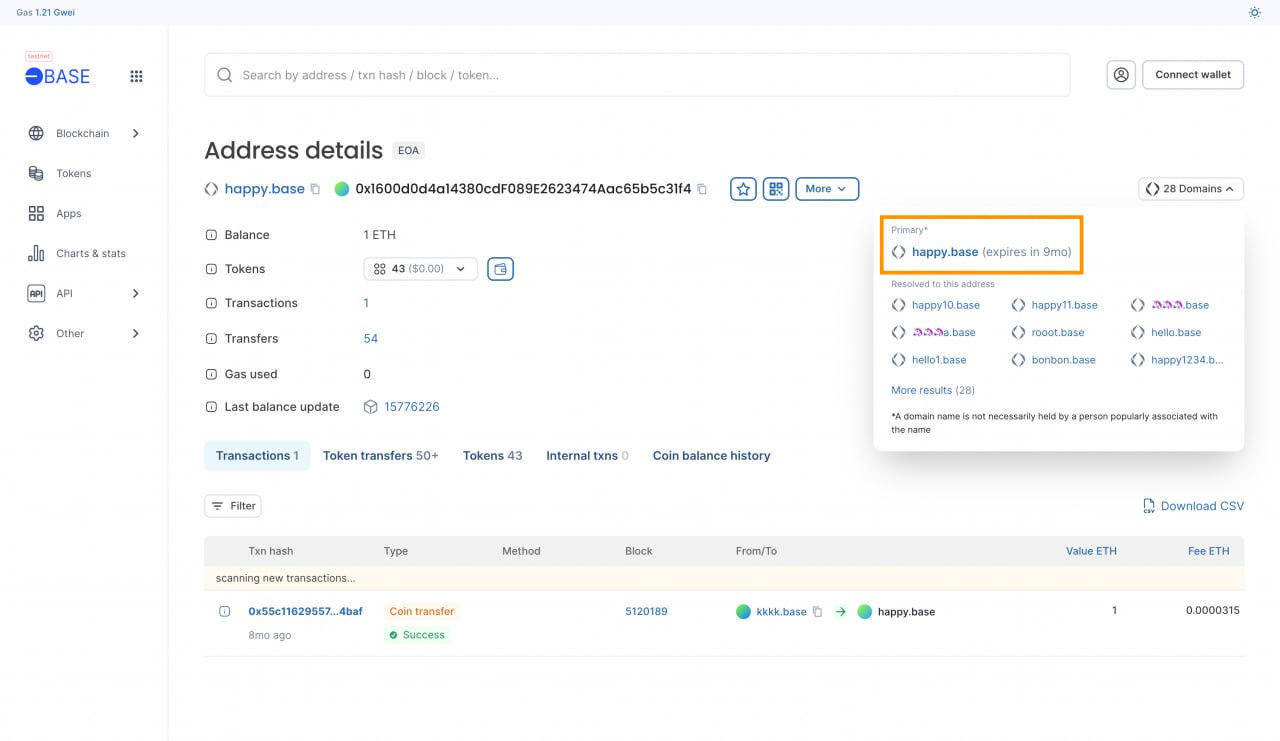 Gas 1.21 Gwei
testnet
BASE
Search by address / txn hash / block / token...
Connect wallet
Blockchain
Tokens
Apps
Charts & stats
API API
Other
Address details EOA
happy.base 0x1600d0d4a14380cdF089E2623474Aac65b5c31f4 More 28 Domains
Balance 1 ETH
Tokens 43 ($0.00)
Transactions 1
Transfers 54
Gas used 0
Last balance update 15776226
Primary*
happy.base (expires in 9mo)
Resolved to this address
happy10.base happy11.base 🦄🦄🦄.base
🦄🦄🦄a.base rooot.base hello.base
hello1.base bonbon.base happy1234.b...
More results (28)
*A domain name is not necessarily held by a person popularly associated with
the name
Transactions 1 Token transfers 50+ Tokens 43 Internal txns 0 Coin balance history
Filter
CSV Download CSV
Txn hash Type Method Block From/To Value ETH Fee ETH
scanning new transactions...
0x55c11629557...4baf Coin transfer 5120189 kkkk.base → happy.base 1 0.0000315
8mo ago Success